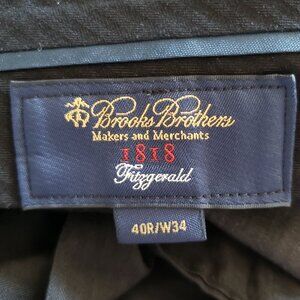 Brooks Brothers
Makers and Merchants
1818
Fitzgerald
40R/W34